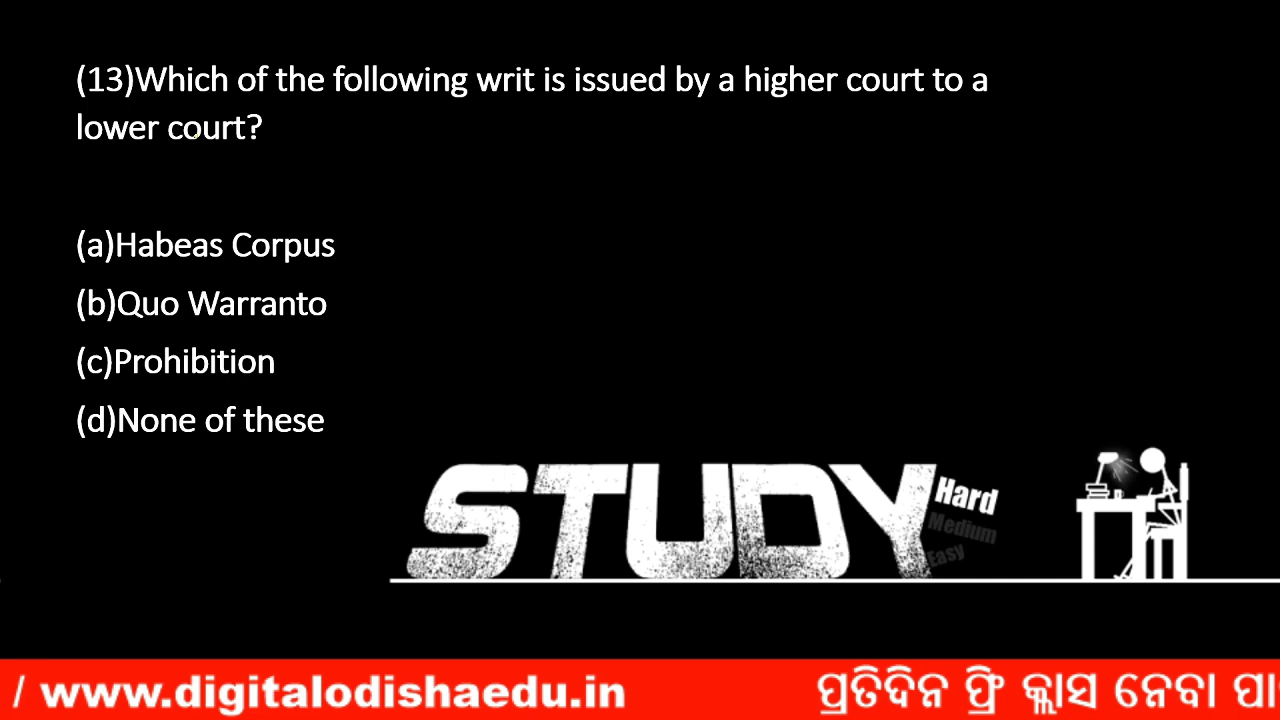 (13)Which of the following writ is issued by a higher court to a
lower court?
(a)Habeas Corpus
(b)Quo Warranto
(c)Prohibition
(d)None of these
STUDY
Hard
Medium
Easy
/ www.digitalodishaedu.in ପ୍ରତିଦିନ ଫ୍ରି କ୍ଲାସ ନେବା ପା